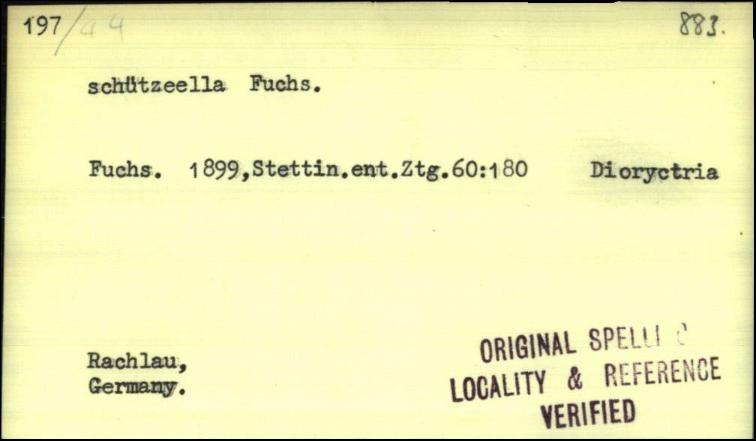 197/44 883.
schützeella Fuchs.
Fuchs. 1899,Stettin.ent.Ztg.60:180 Dioryctria
Rachlau,
Germany.
ORIGINAL SPELLI G
LOCALITY & REFERENCE
VERIFIED